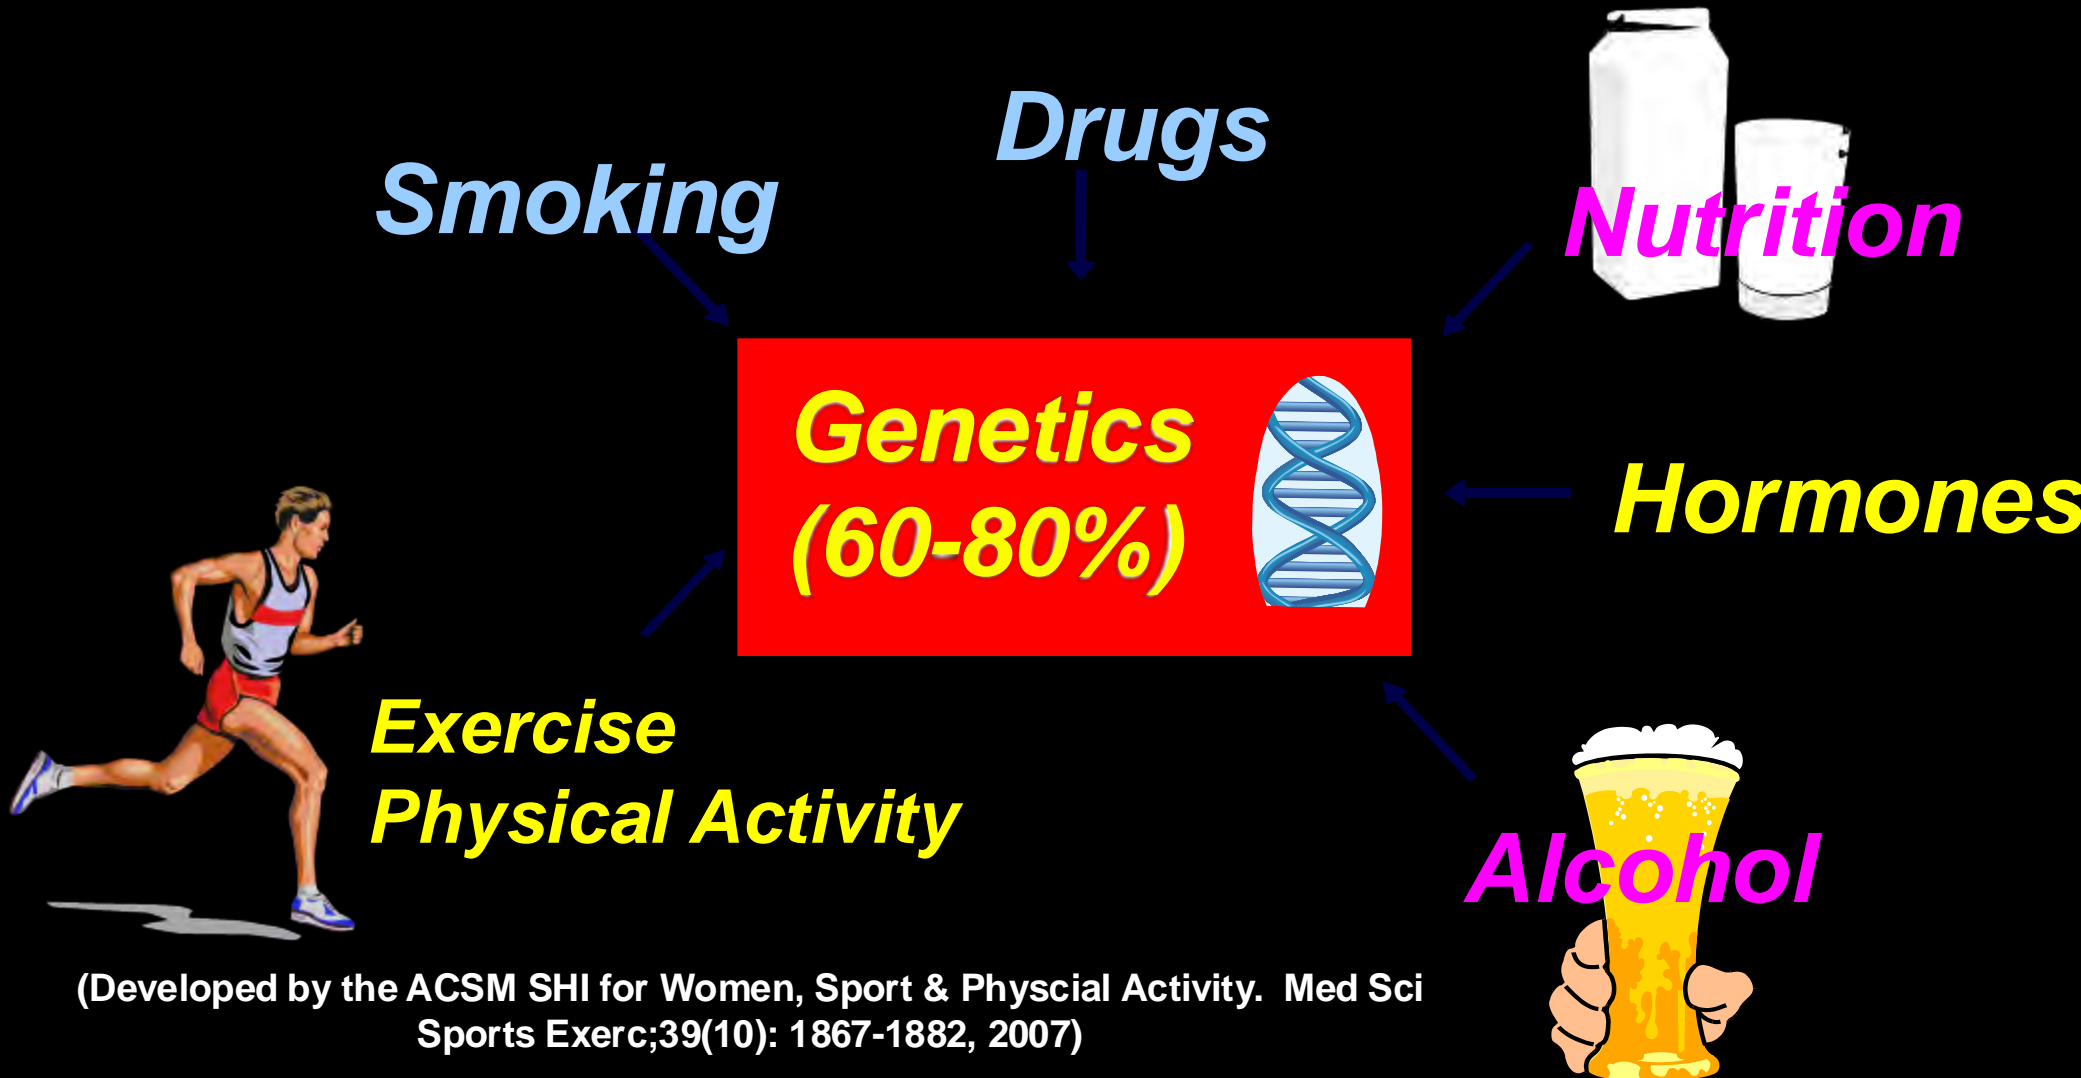 Drugs
Smoking
Nutrition
Genetics
(60-80%)
Hormones
Exercise
Physical Activity
Alcohol
(Developed by the ACSM SHI for Women, Sport & Physcial Activity. Med Sci
Sports Exerc;39(10): 1867-1882, 2007)